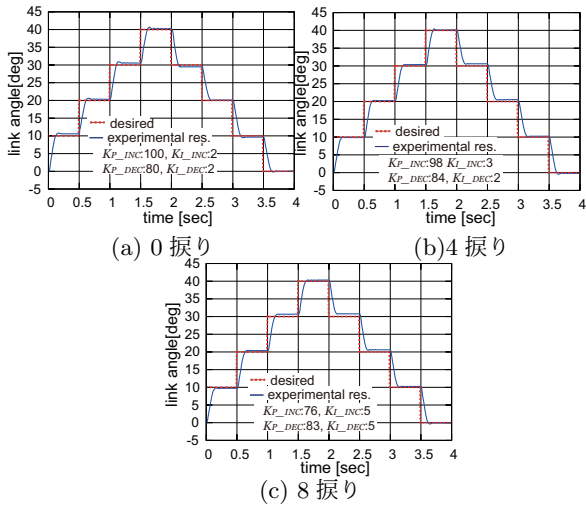 link angle[deg]
45
40
35
30
25
20
15
10
5
0
-5
desired
experimental res.
KP_INC:100, KI_INC:2
KP_DEC:80, KI_DEC:2
0 0.5 1 1.5 2 2.5 3 3.5 4
time [sec]
(a) 0 捩り
link angle[deg]
45
40
35
30
25
20
15
10
5
0
-5
desired
experimental res.
KP_INC:98 KI_INC:3
KP_DEC:84, KI_DEC:2
0 0.5 1 1.5 2 2.5 3 3.5 4
time [sec]
(b)4 捩り
link angle[deg]
45
40
35
30
25
20
15
10
5
0
-5
desired
experimental res.
KP_INC:76, KI_INC:5
KP_DEC:83, KI_DEC:5
0 0.5 1 1.5 2 2.5 3 3.5 4
time [sec]
(c) 8 捩り